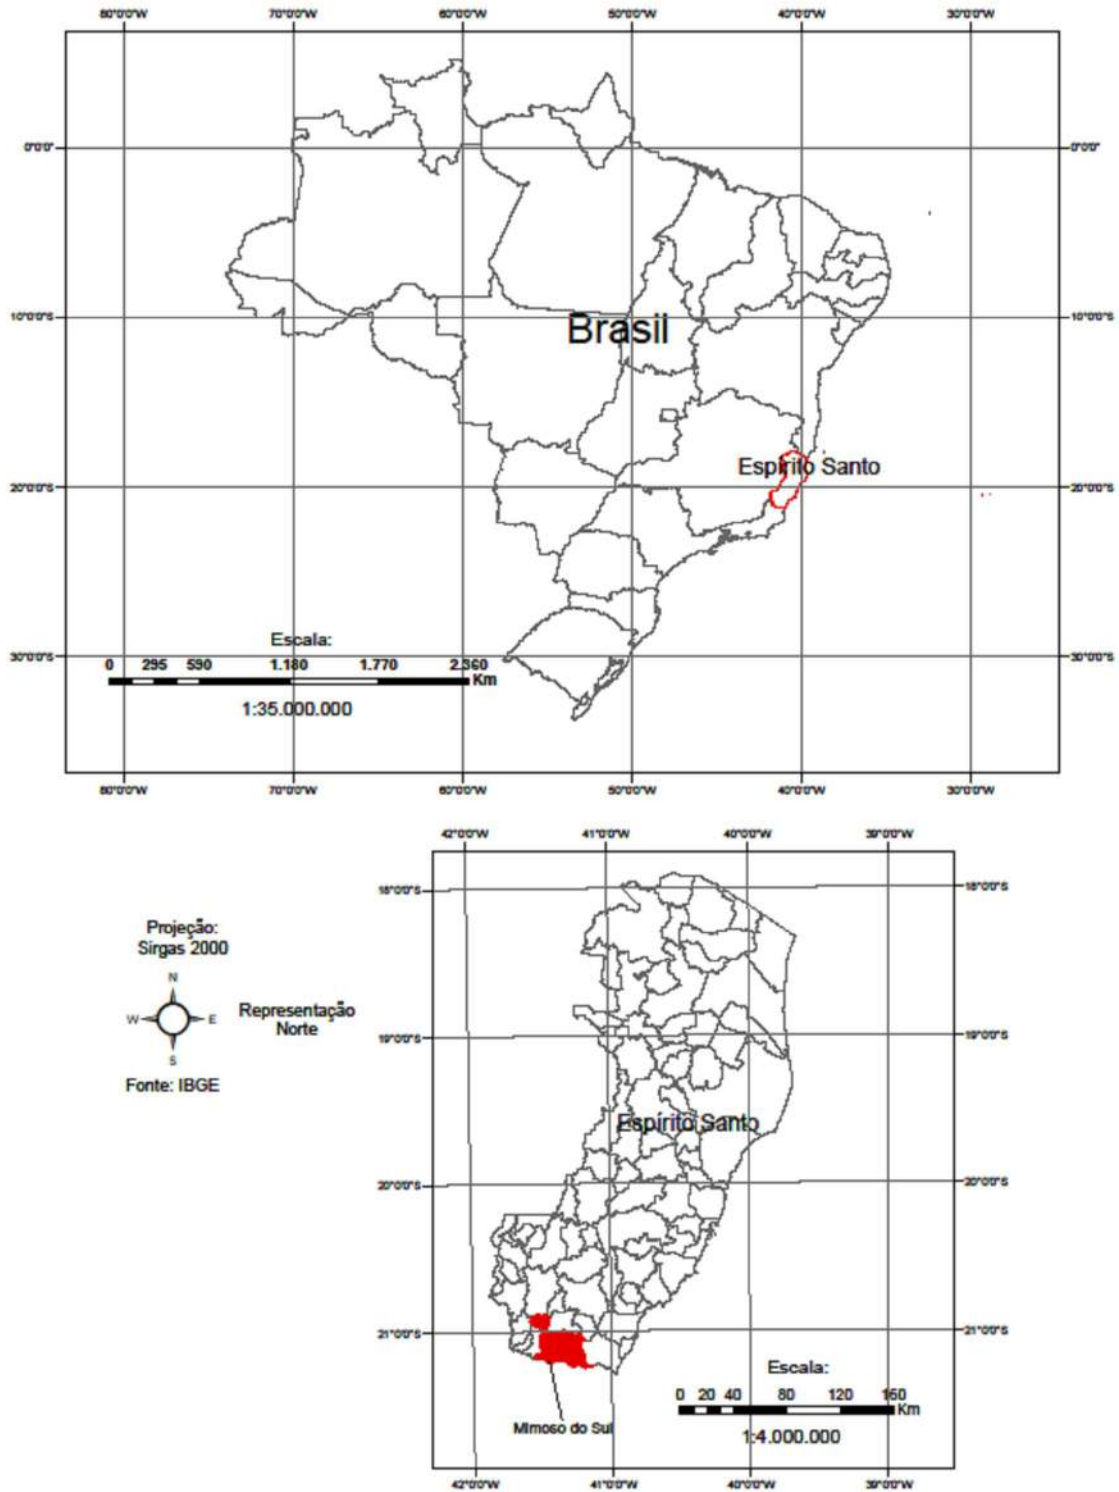 80°0'0"W 70°0'0"W 60°0'0"W 50°0'0"W 40°0'0"W 30°0'0"W
0°0'0" 0°0'0"
10°0'0"S 10°0'0"S
Brasil
Espírito Santo
20°0'0"S 20°0'0"S
Escala:
30°0'0"S 30°0'0"S
0 295 590 1.180 1.770 2.360
Km
1:35.000.000
80°0'0"W 70°0'0"W 60°0'0"W 50°0'0"W 40°0'0"W 30°0'0"W
42°0'0"W 41°0'0"W 40°0'0"W 39°0'0"W
18°0'0"S 18°0'0"S
Projeção:
Sirgas 2000
N
W E
S
Representação
Norte
Fonte: IBGE
19°0'0"S 19°0'0"S
Espírito Santo
20°0'0"S 20°0'0"S
21°0'0"S 21°0'0"S
Escala:
0 20 40 80 120 160
Km
1:4.000.000
Mimoso do Sul
42°0'0"W 41°0'0"W 40°0'0"W 39°0'0"W